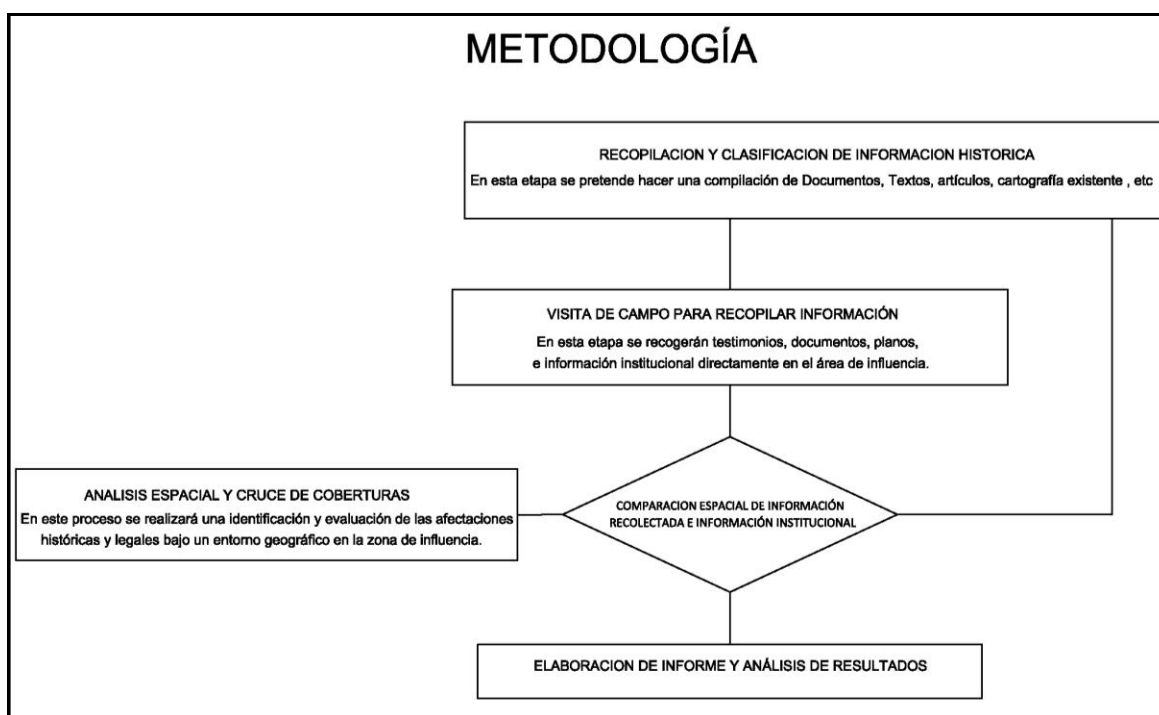 METODOLOGÍA
RECOPILACION Y CLASIFICACION DE INFORMACION HISTORICA
En esta etapa se pretende hacer una compilación de Documentos, Textos, artículos, cartografía existente , etc
VISITA DE CAMPO PARA RECOPILAR INFORMACIÓN
En esta etapa se recogerán testimonios, documentos, planos,
e información institucional directamente en el área de influencia.
ANALISIS ESPACIAL Y CRUCE DE COBERTURAS
En este proceso se realizará una identificación y evaluación de las afectaciones
históricas y legales bajo un entorno geográfico en la zona de influencia.
COMPARACION ESPACIAL DE INFORMACIÓN
RECOLECTADA E INFORMACIÓN INSTITUCIONAL
ELABORACION DE INFORME Y ANÁLISIS DE RESULTADOS